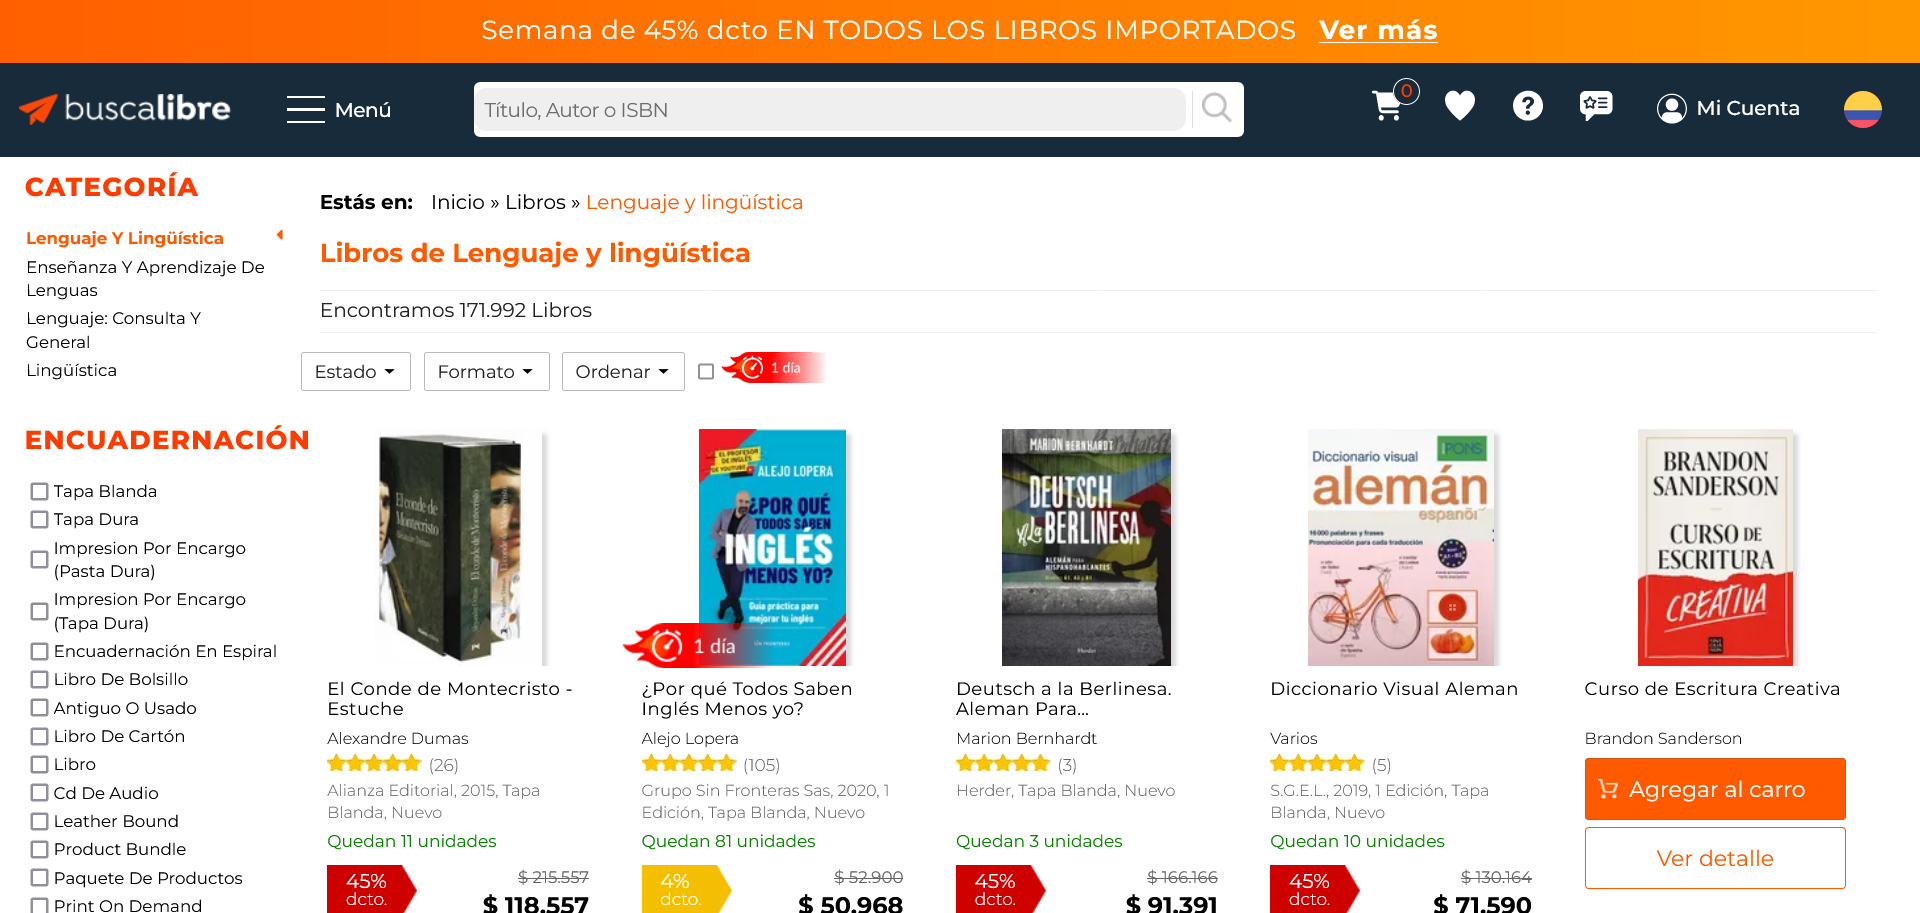 Semana de 45% dcto EN TODOS LOS LIBROS IMPORTADOS Ver más
buscalibre
Menú
Título, Autor o ISBN
0
Mi Cuenta
CATEGORÍA
Lenguaje Y Lingüística
Enseñanza Y Aprendizaje De
Lenguas
Lenguaje: Consulta Y
General
Lingüística
ENCUADERNACIÓN
Tapa Blanda
Tapa Dura
Impresion Por Encargo
(Pasta Dura)
Impresion Por Encargo
(Tapa Dura)
Encuadernación En Espiral
Libro De Bolsillo
Antiguo O Usado
Libro De Cartón
Libro
Cd De Audio
Leather Bound
Product Bundle
Paquete De Productos
Print On Demand
Estás en: Inicio » Libros » Lenguaje y lingüística
Libros de Lenguaje y lingüística
Encontramos 171.992 Libros
Estado
Formato
Ordenar
1 día
El conde de
Montecristo
El Conde de Montecristo -
Estuche
Alexandre Dumas
(26)
Alianza Editorial, 2015, Tapa
Blanda, Nuevo
Quedan 11 unidades
45%
dcto.
$ 215.557
$ 118.557
EL PROFESOR
DE INGLÉS
DE YOUTUBE
ALEJO LOPERA
¿POR QUÉ
TODOS SABEN
INGLÉS
MENOS YO?
Guía práctica para
mejorar tu inglés
1 día
¿Por qué Todos Saben
Inglés Menos yo?
Alejo Lopera
(105)
Grupo Sin Fronteras Sas, 2020, 1
Edición, Tapa Blanda, Nuevo
Quedan 81 unidades
4%
dcto.
$ 52.900
$ 50.968
MARION BERNHARDT
DEUTSCH
A La
BERLINESA
ALEMÁN PARA
HISPANOHABLANTES
Herder
Deutsch a la Berlinesa.
Aleman Para...
Marion Bernhardt
(3)
Herder, Tapa Blanda, Nuevo
Quedan 3 unidades
45%
dcto.
$ 166.166
$ 91.391
PONS
Diccionario visual
alemán
español
16 000 palabras y frases
Pronunciación para cada traducción
Diccionario Visual Aleman
Varios
(5)
S.G.E.L., 2019, 1 Edición, Tapa
Blanda, Nuevo
Quedan 10 unidades
45%
dcto.
$ 130.164
$ 71.590
BRANDON
SANDERSON
CURSO DE
ESCRITURA
CREATIVA
Curso de Escritura Creativa
Brandon Sanderson
Agregar al carro
Ver detalle